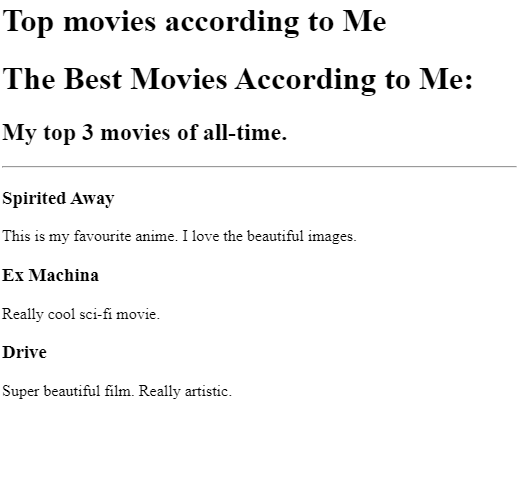 Top movies according to Me
The Best Movies According to Me:
My top 3 movies of all-time.
Spirited Away
This is my favourite anime. I love the beautiful images.
Ex Machina
Really cool sci-fi movie.
Drive
Super beautiful film. Really artistic.